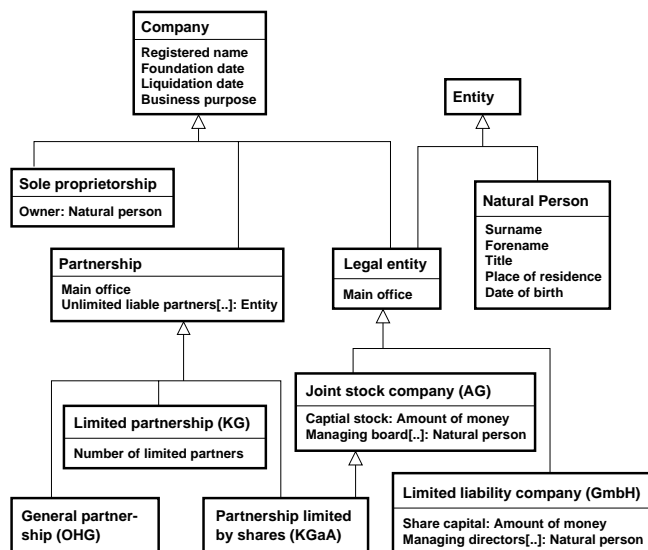 Company
Registered name
Foundation date
Liquidation date
Business purpose
Entity
Sole proprietorship
Owner: Natural person
Natural Person
Surname
Forename
Title
Place of residence
Date of birth
Partnership
Main office
Unlimited liable partners[..]: Entity
Legal entity
Main office
Joint stock company (AG)
Captial stock: Amount of money
Managing board[..]: Natural person
Limited partnership (KG)
Number of limited partners
General partner-
ship (OHG)
Partnership limited
by shares (KGaA)
Limited liability company (GmbH)
Share capital: Amount of money
Managing directors[..]: Natural person